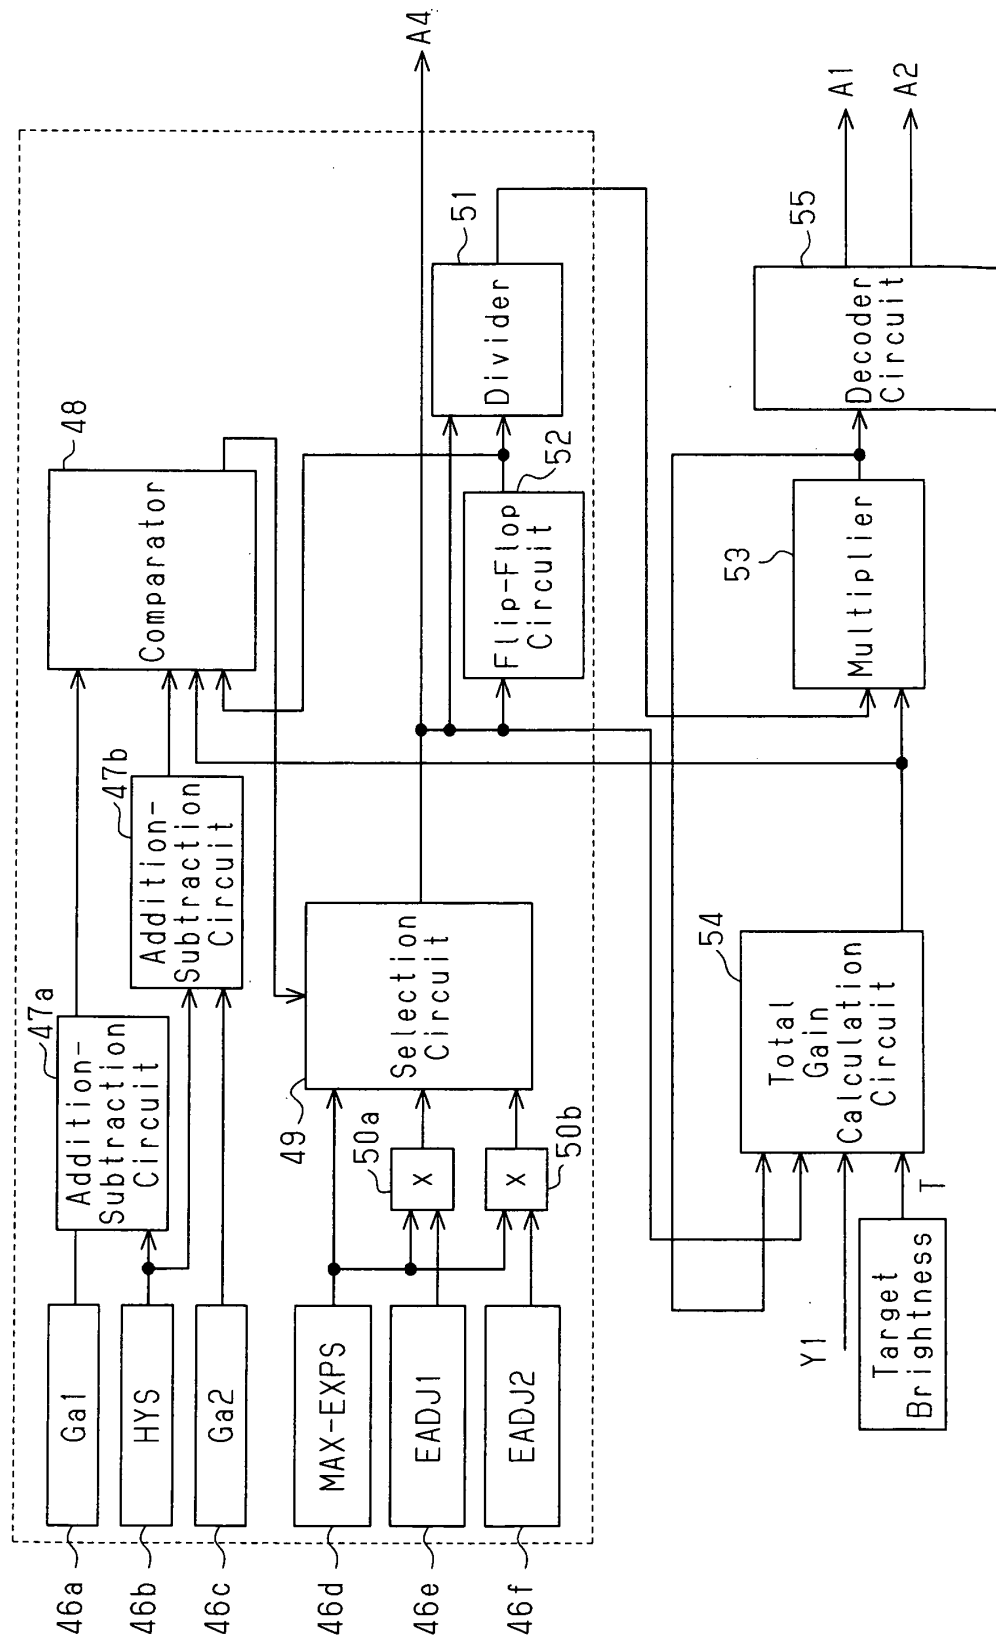 46a
Ga1
46b
HYS
46c
Ga2
46d
MAX-EXPS
46e
EADJ1
46f
EADJ2
47a
Addition-
Subtraction
Circuit
47b
Addition-
Subtraction
Circuit
48
Comparator
49
Selection
Circuit
50a
X
50b
X
51
Divider
52
Flip-Flop
Circuit
A4
53
Multiplier
54
Total
Gain
Calculation
Circuit
55
Decoder
Circuit
A1
A2
Y1
T
Target
Brightness